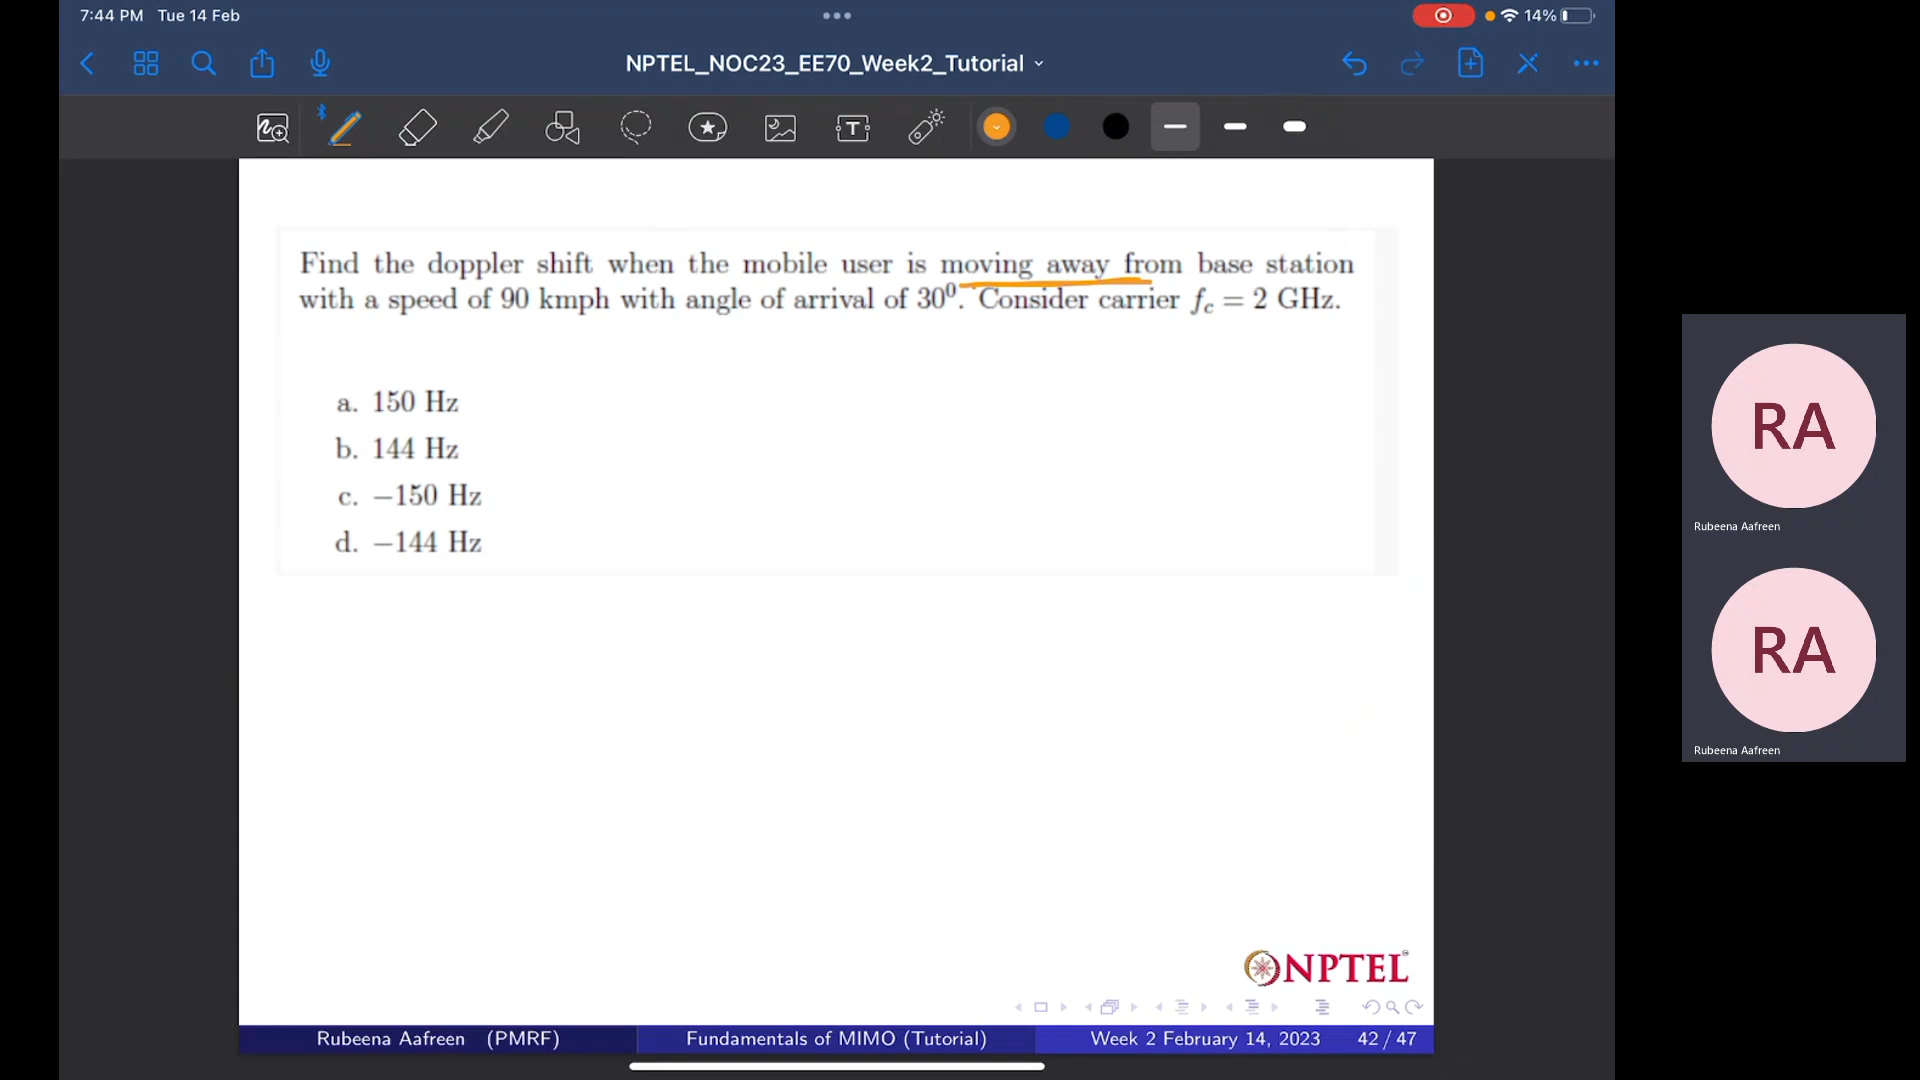 7:44 PM Tue 14 Feb
14%
NPTEL_NOC23_EE70_Week2_Tutorial
T
Find the doppler shift when the mobile user is moving away from base station
with a speed of 90 kmph with angle of arrival of 30⁰. Consider carrier f_c = 2 GHz.
a. 150 Hz
b. 144 Hz
c. −150 Hz
d. −144 Hz
RA
Rubeena Aafreen
RA
Rubeena Aafreen
NPTEL
Rubeena Aafreen (PMRF) Fundamentals of MIMO (Tutorial) Week 2 February 14, 2023 42 / 47